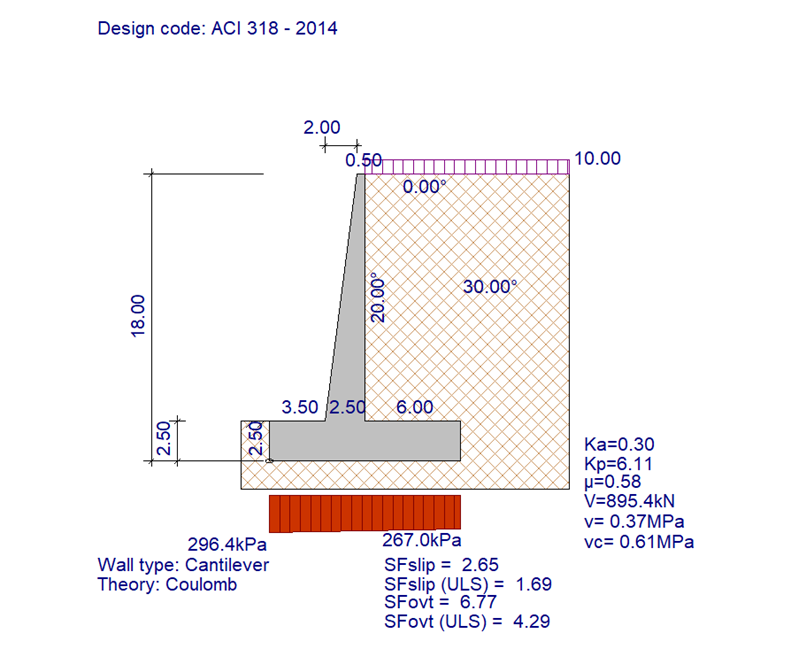 Design code: ACI 318 - 2014
2.00
0.50
10.00
0.00°
20.00°
30.00°
18.00
3.50
2.50
6.00
2.50
2.50
Ka=0.30
Kp=6.11
µ=0.58
V=895.4kN
v= 0.37MPa
vc= 0.61MPa
296.4kPa
267.0kPa
Wall type: Cantilever
Theory: Coulomb
SFslip = 2.65
SFslip (ULS) = 1.69
SFovt = 6.77
SFovt (ULS) = 4.29